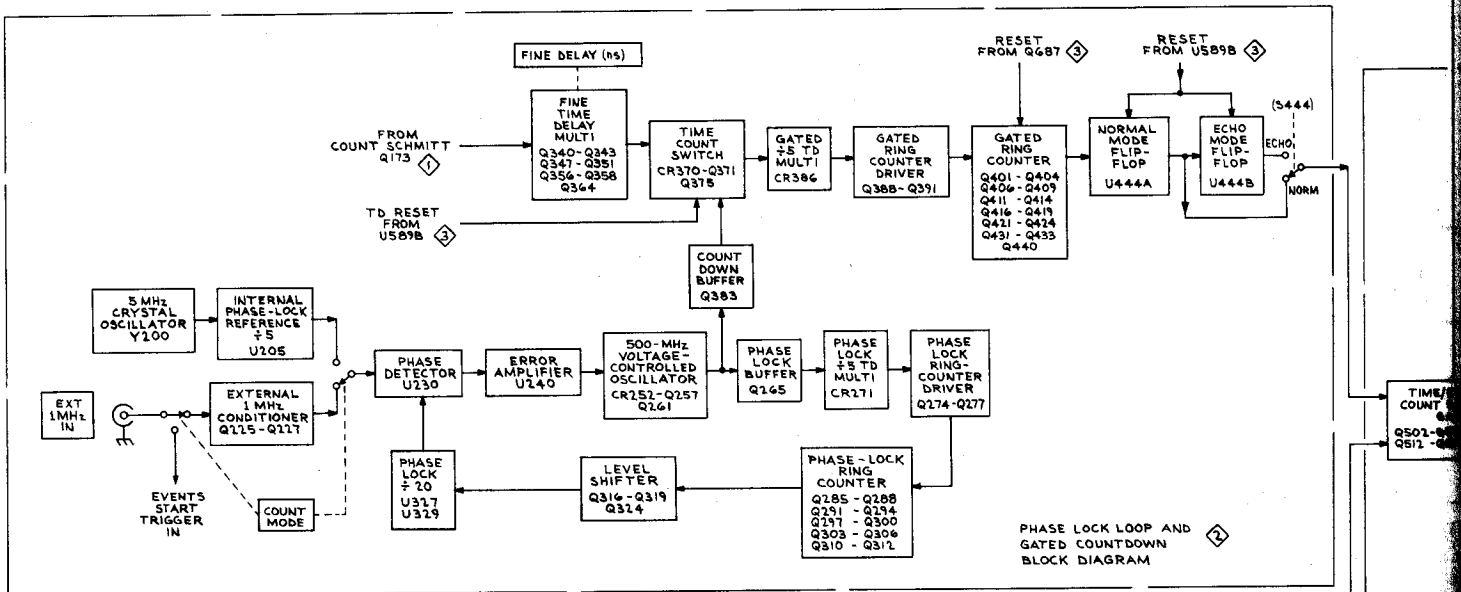 FINE DELAY (ns)
FINE
TIME
DELAY
MULTI
Q340-Q343
Q347-Q351
Q356-Q358
Q364
FROM
COUNT SCHMITT
Q173
1
TD RESET
FROM
U589B
3
TIME
COUNT
SWITCH
CR370-Q371
Q375
GATED
÷5 TD
MULTI
CR386
GATED
RING
COUNTER
DRIVER
Q388-Q391
RESET
FROM Q687
3
GATED
RING
COUNTER
Q401 - Q404
Q406 - Q409
Q411 - Q414
Q416 - Q419
Q421 - Q424
Q431 - Q433
Q440
RESET
FROM U589B
3
NORMAL
MODE
FLIP-
FLOP
U444A
ECHO
MODE
FLIP-
FLOP
U444B
(S444)
ECHO
NORM
COUNT
DOWN
BUFFER
Q383
5 MHz
CRYSTAL
OSCILLATOR
Y200
INTERNAL
PHASE-LOCK
REFERENCE
÷5
U205
EXT
1MHz
IN
EXTERNAL
1 MHz
CONDITIONER
Q225-Q227
EVENTS
START
TRIGGER
IN
COUNT
MODE
PHASE
DETECTOR
U230
ERROR
AMPLIFIER
U240
500-MHz
VOLTAGE-
CONTROLLED
OSCILLATOR
CR252-Q257
Q261
PHASE
LOCK
BUFFER
Q265
PHASE
LOCK
÷5 TD
MULTI
CR271
PHASE
LOCK
RING-
COUNTER
DRIVER
Q274-Q277
PHASE
LOCK
÷20
U327
U329
LEVEL
SHIFTER
Q316-Q319
Q324
PHASE-LOCK
RING
COUNTER
Q285 - Q288
Q291 - Q294
Q297 - Q300
Q303 - Q306
Q310 - Q312
PHASE LOCK LOOP AND
GATED COUNTDOWN
BLOCK DIAGRAM
2
TIME/
COUNT
Q502-
Q512 -